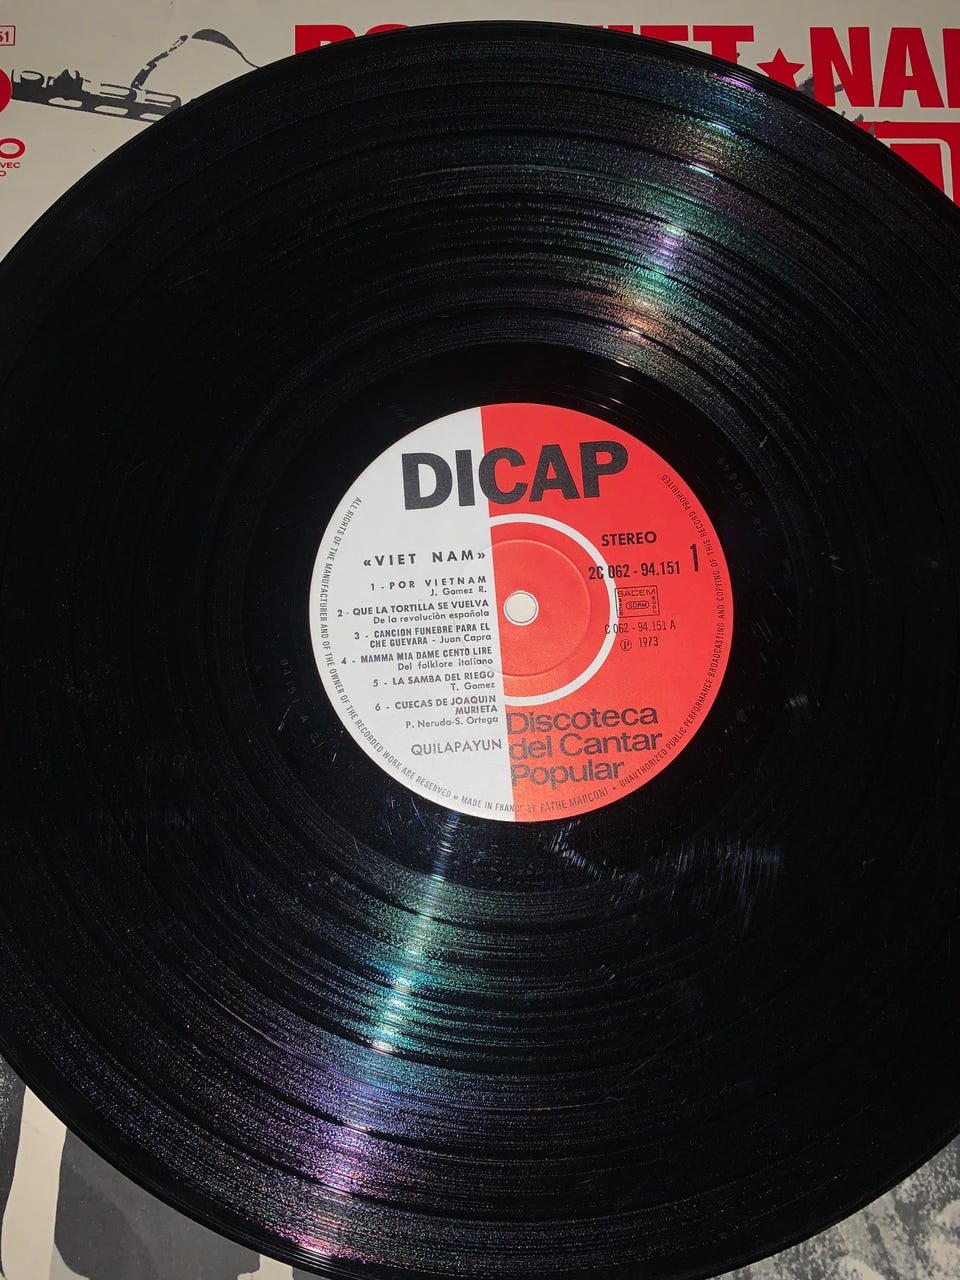 51
NAM
VEC
DICAP
«VIET NAM»
1 - POR VIETNAM
J. Gomez R.
2 - QUE LA TORTILLA SE VUELVA
De la revoluciòn española
3 - CANCION FUNEBRE PARA EL
CHE GUEVARA - Juan Capra
4 - MAMMA MIA DAME CENTO LIRE
Del folklore italiano
5 - LA SAMBA DEL RIEGO
T. Gomez
6 - CUECAS DE JOAQUIN
MURIETA
P. Neruda-S. Ortega
QUILAPAYUN
STEREO
2C 062 - 94.151
1
SACEM
SDRM
C 062 - 94.151 A
Ⓟ 1973
Discoteca
del Cantar
Popular
ALL RIGHTS OF THE MANUFACTURER AND OF THE OWNER OF THE RECORDED WORK ARE RESERVED • MADE IN FRANCE BY PATHE MARCONI • UNAUTHORIZED PUBLIC PERFORMANCE BROADCASTING AND COPYING OF THIS RECORD PROHIBITED